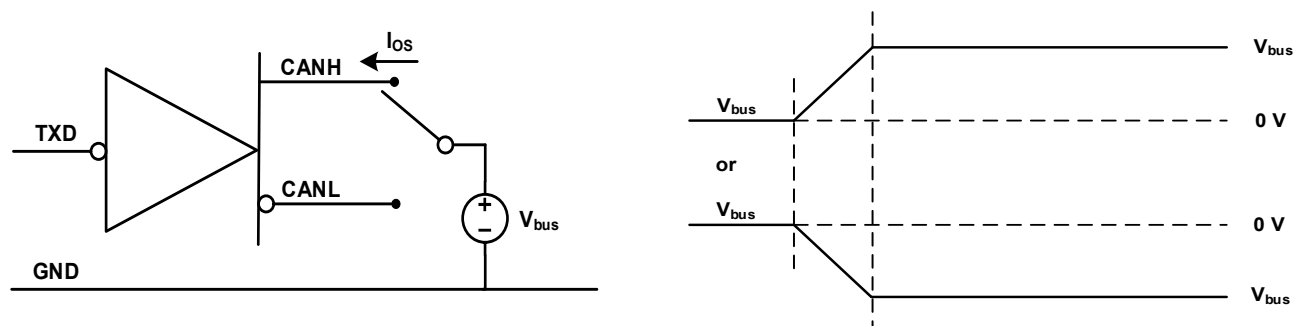 I_OS
CANH
TXD
CANL
+
−
V_bus
GND
V_bus
V_bus
0 V
or
V_bus
0 V
V_bus